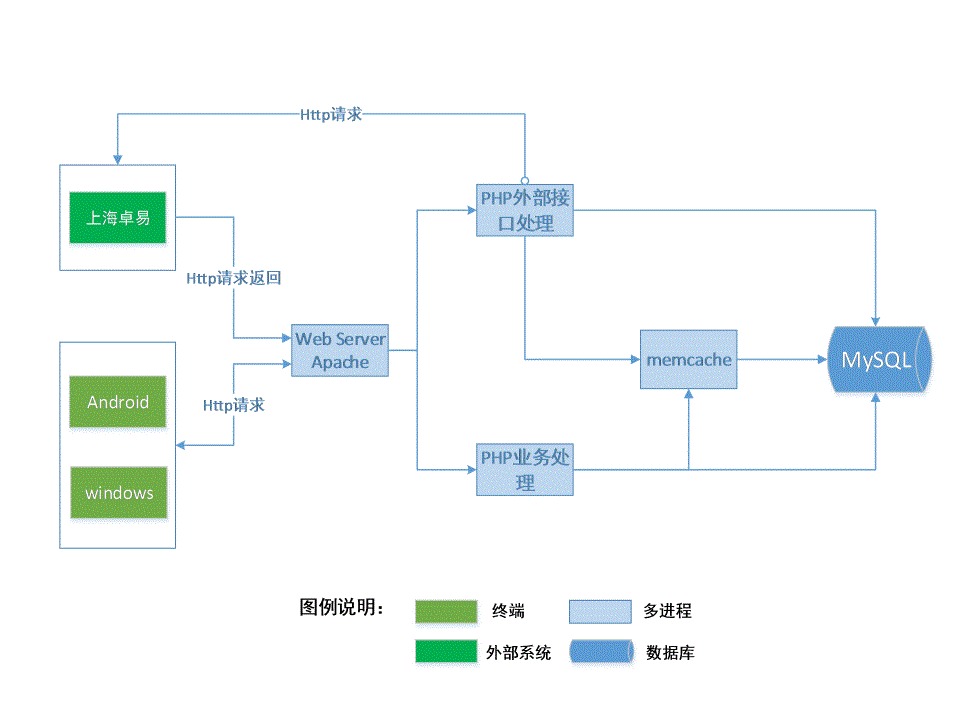 Http请求
上海卓易
PHP外部接
口处理
Http请求返回
Web Server
Apache
memcache
MySQL
Android
Http请求
windows
PHP业务处
理
图例说明：
终端
多进程
外部系统
数据库